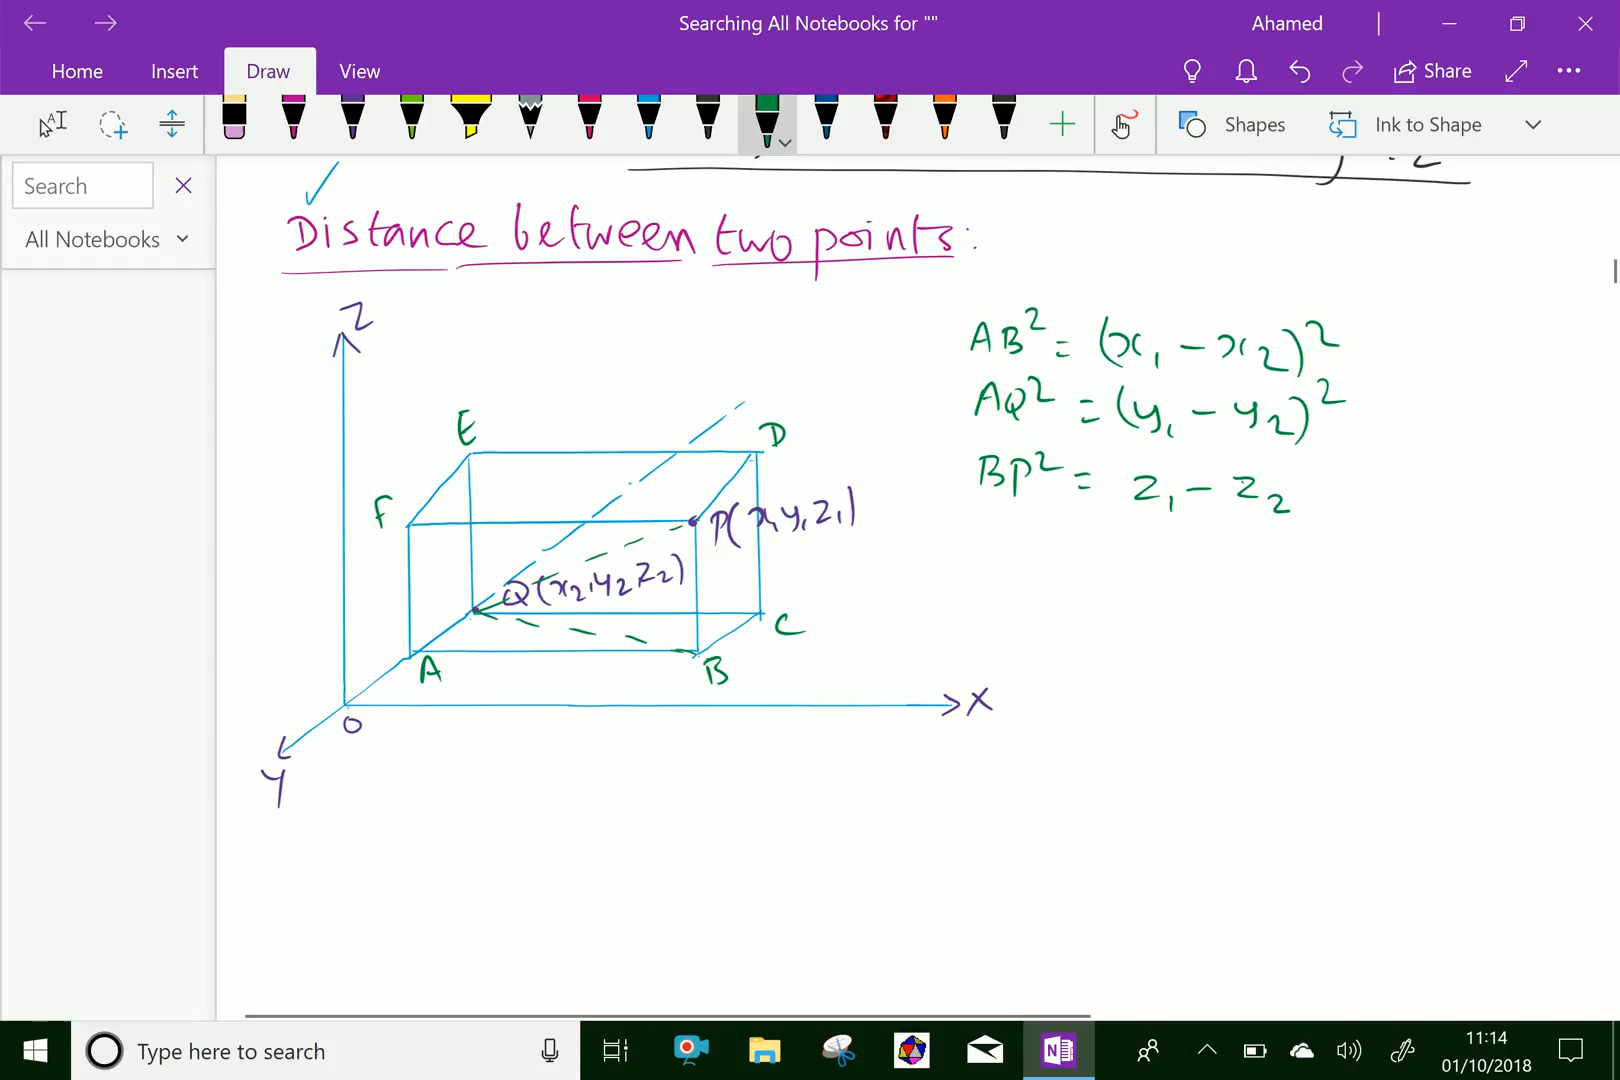 Searching All Notebooks for ""
Ahamed
Home
Insert
Draw
View
Share
Shapes
Ink to Shape
Search
All Notebooks
Distance between two points:
Z
E
D
F
P(x₁y₁z₁)
Q(x₂,y₂z₂)
C
A
B
O
X
Y
AB² = (x₁ - x₂)²
AQ² = (y₁ - y₂)²
BP² = z₁ - z₂
Type here to search
11:14
01/10/2018